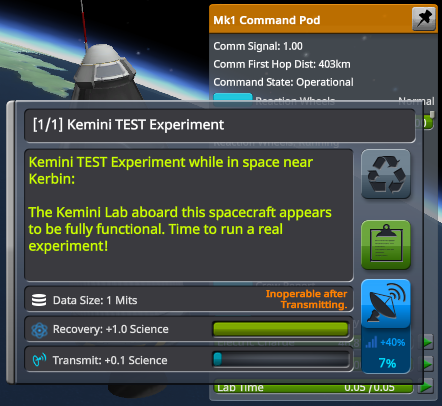 Mk1 Command Pod
Comm Signal: 1.00
Comm First Hop Dist: 403km
Command State: Operational
Reaction Wheels Normal
[1/1] Kemini TEST Experiment
Kemini TEST Experiment while in space near
Kerbin:
The Kemini Lab aboard this spacecraft appears
to be fully functional. Time to run a real
experiment!
Data Size: 1 Mits
Inoperable after
Transmitting.
Recovery: +1.0 Science
+40%
Transmit: +0.1 Science
7%
Lab Time 0.05 / 0.05